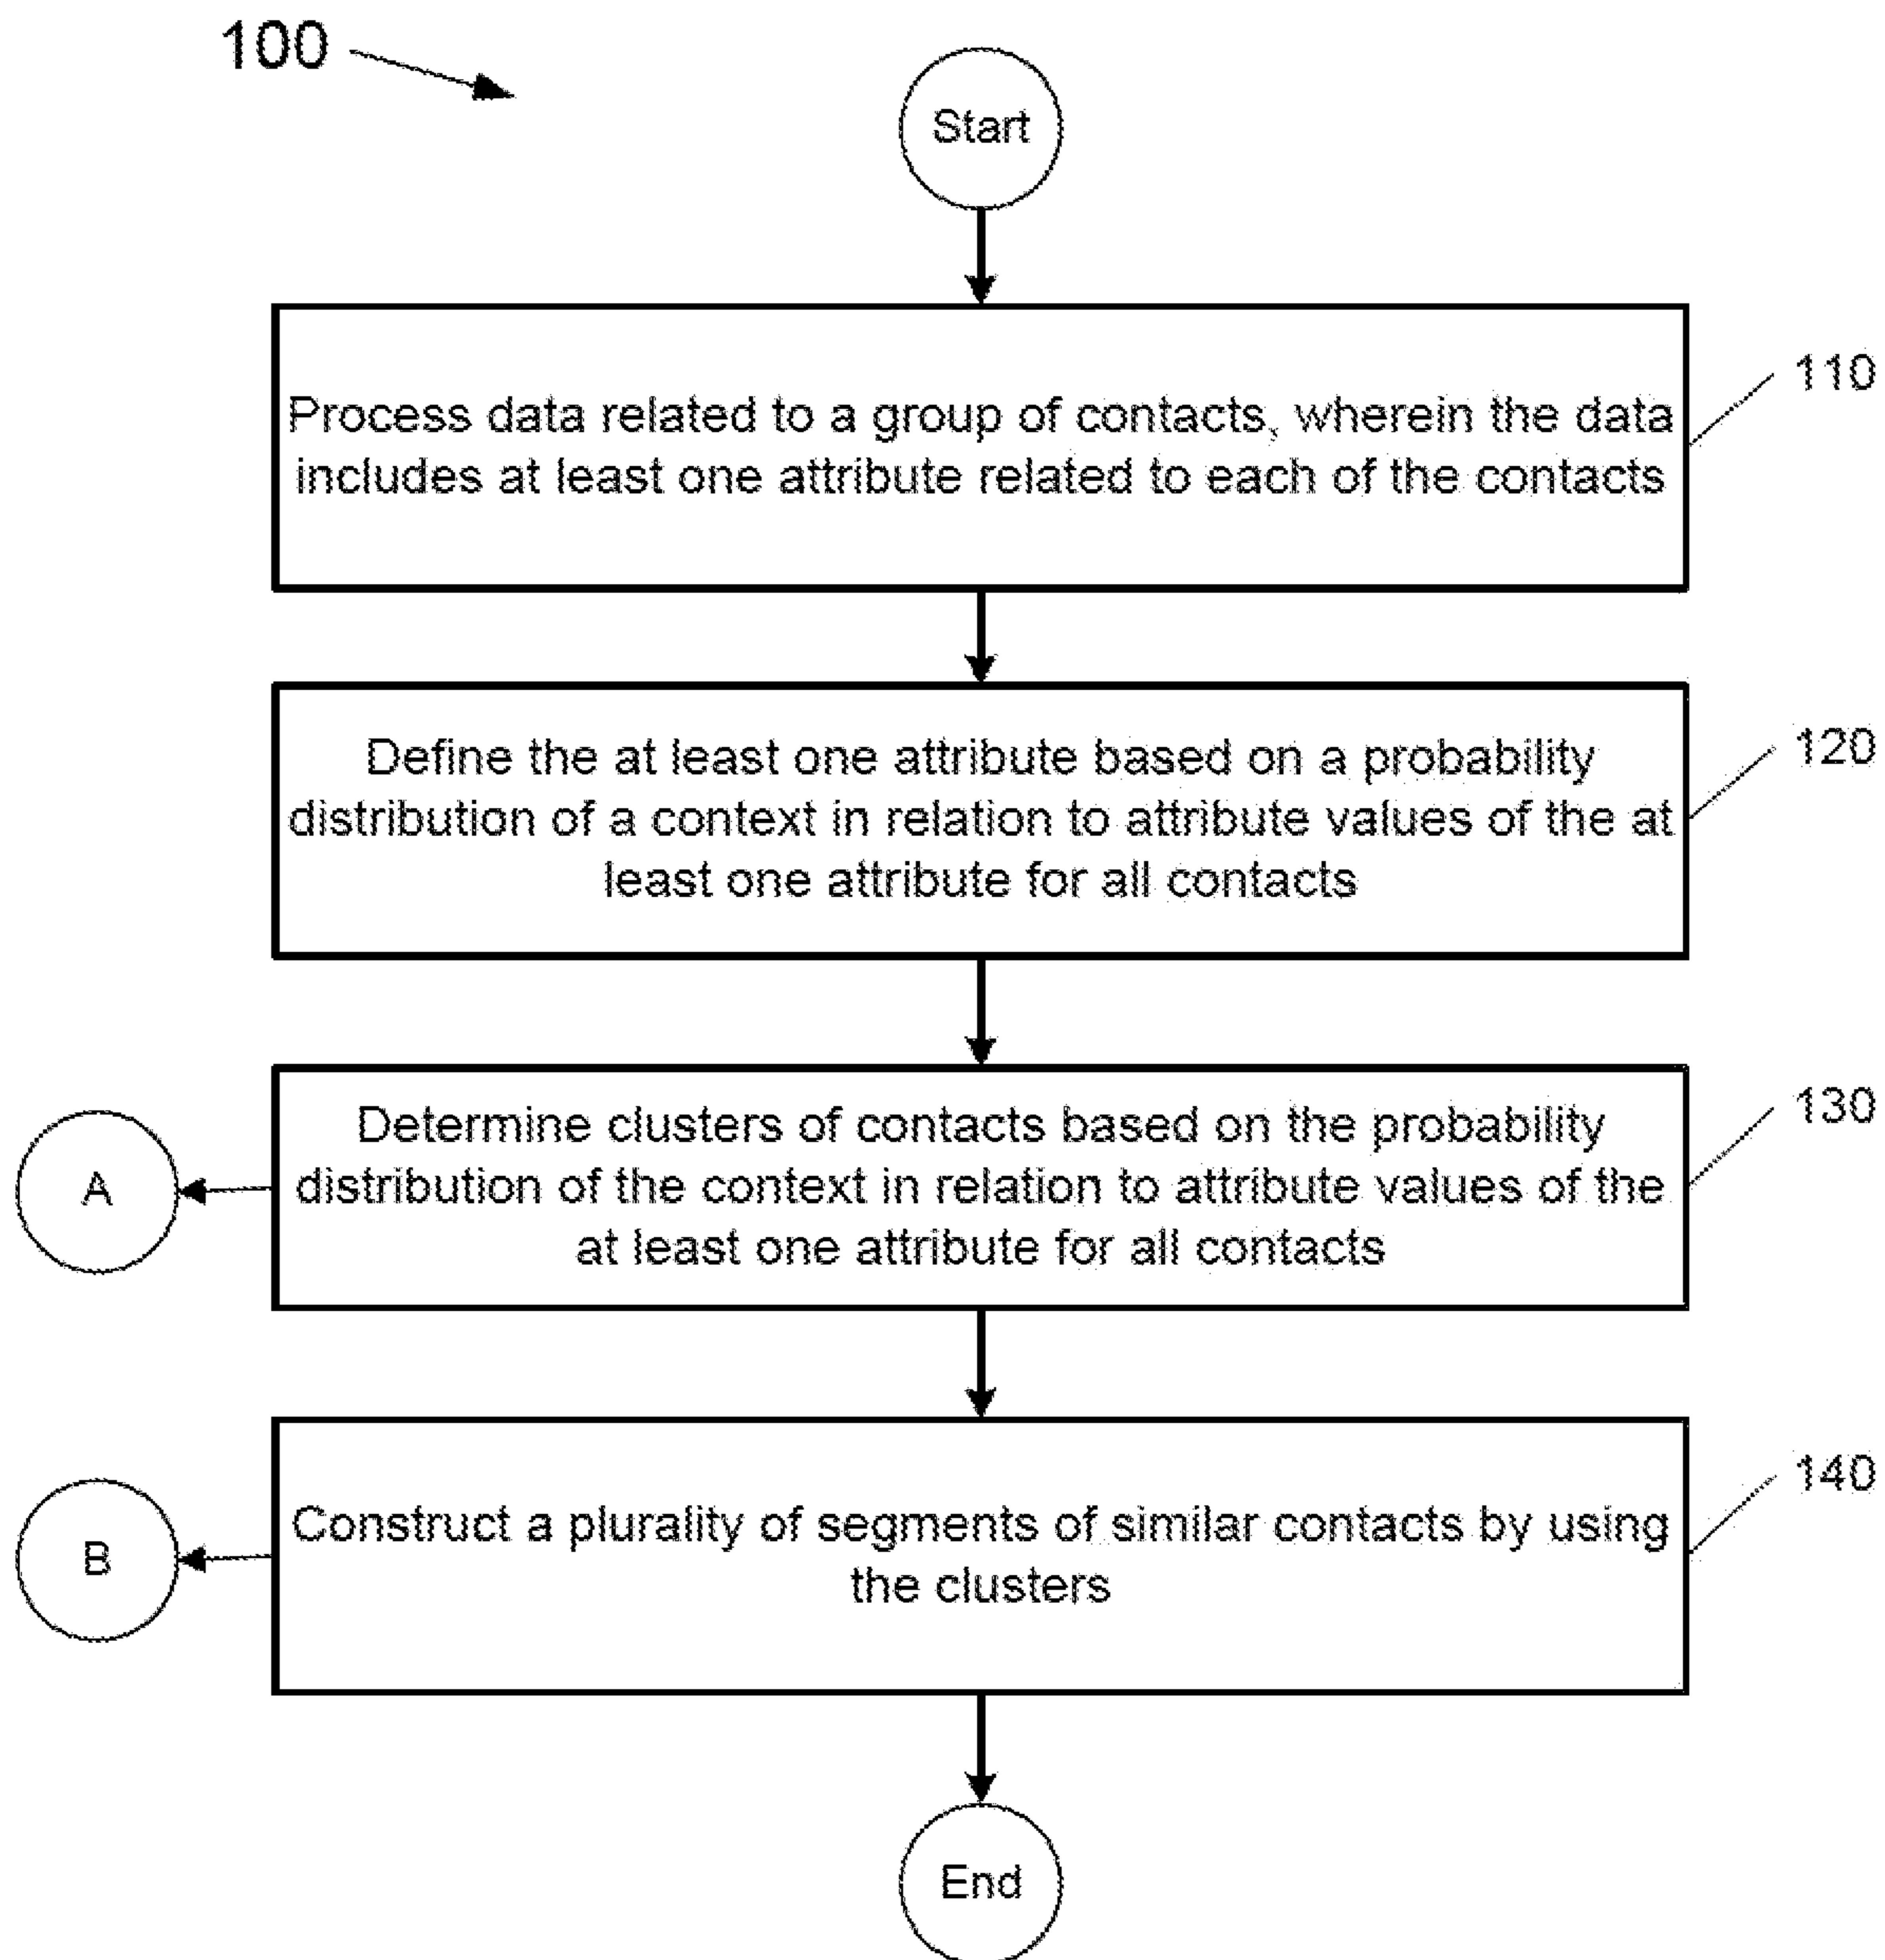 100
Start
Process data related to a group of contacts, wherein the data
includes at least one attribute related to each of the contacts
110
Define the at least one attribute based on a probability
distribution of a context in relation to attribute values of the at
least one attribute for all contacts
120
Determine clusters of contacts based on the probability
distribution of the context in relation to attribute values of the
at least one attribute for all contacts
130
A
Construct a plurality of segments of similar contacts by using
the clusters
140
B
End